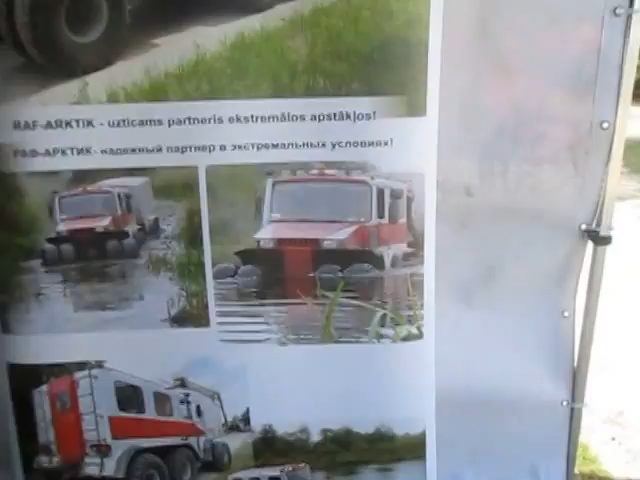 RAF-ARKTIK - uzticams partneris ekstremālos apstākļos!
РАФ-АРКТИК- надежный партнер в экстремальных условиях!